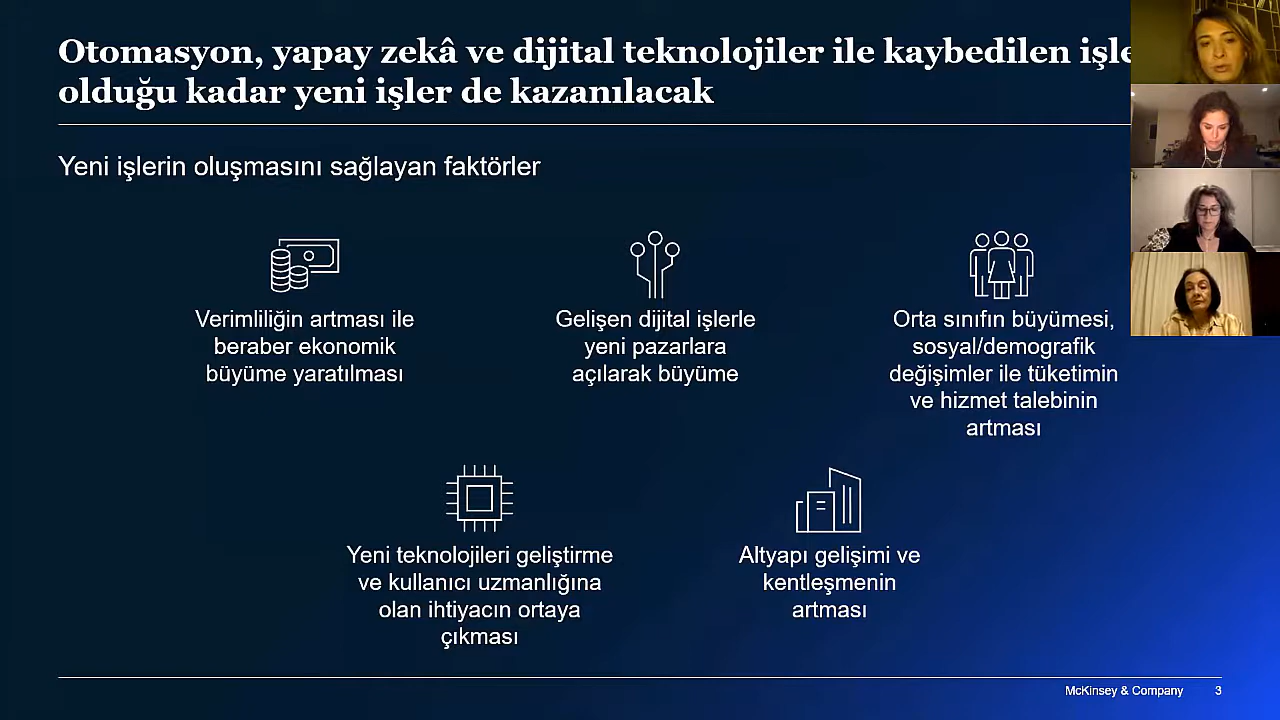 Otomasyon, yapay zekâ ve dijital teknolojiler ile kaybedilen
olduğu kadar yeni işler de kazanılacak
Yeni işlerin oluşmasını sağlayan faktörler
Verimliliğin artması ile
beraber ekonomik
büyüme yaratılması
Gelişen dijital işlerle
yeni pazarlara
açılarak büyüme
Orta sınıfın büyümesi,
sosyal/demografik
değişimler ile tüketimin
ve hizmet talebinin
artması
Yeni teknolojileri geliştirme
ve kullanıcı uzmanlığına
olan ihtiyacın ortaya
çıkması
Altyapı gelişimi ve
kentleşmenin
artması
McKinsey & Company 3